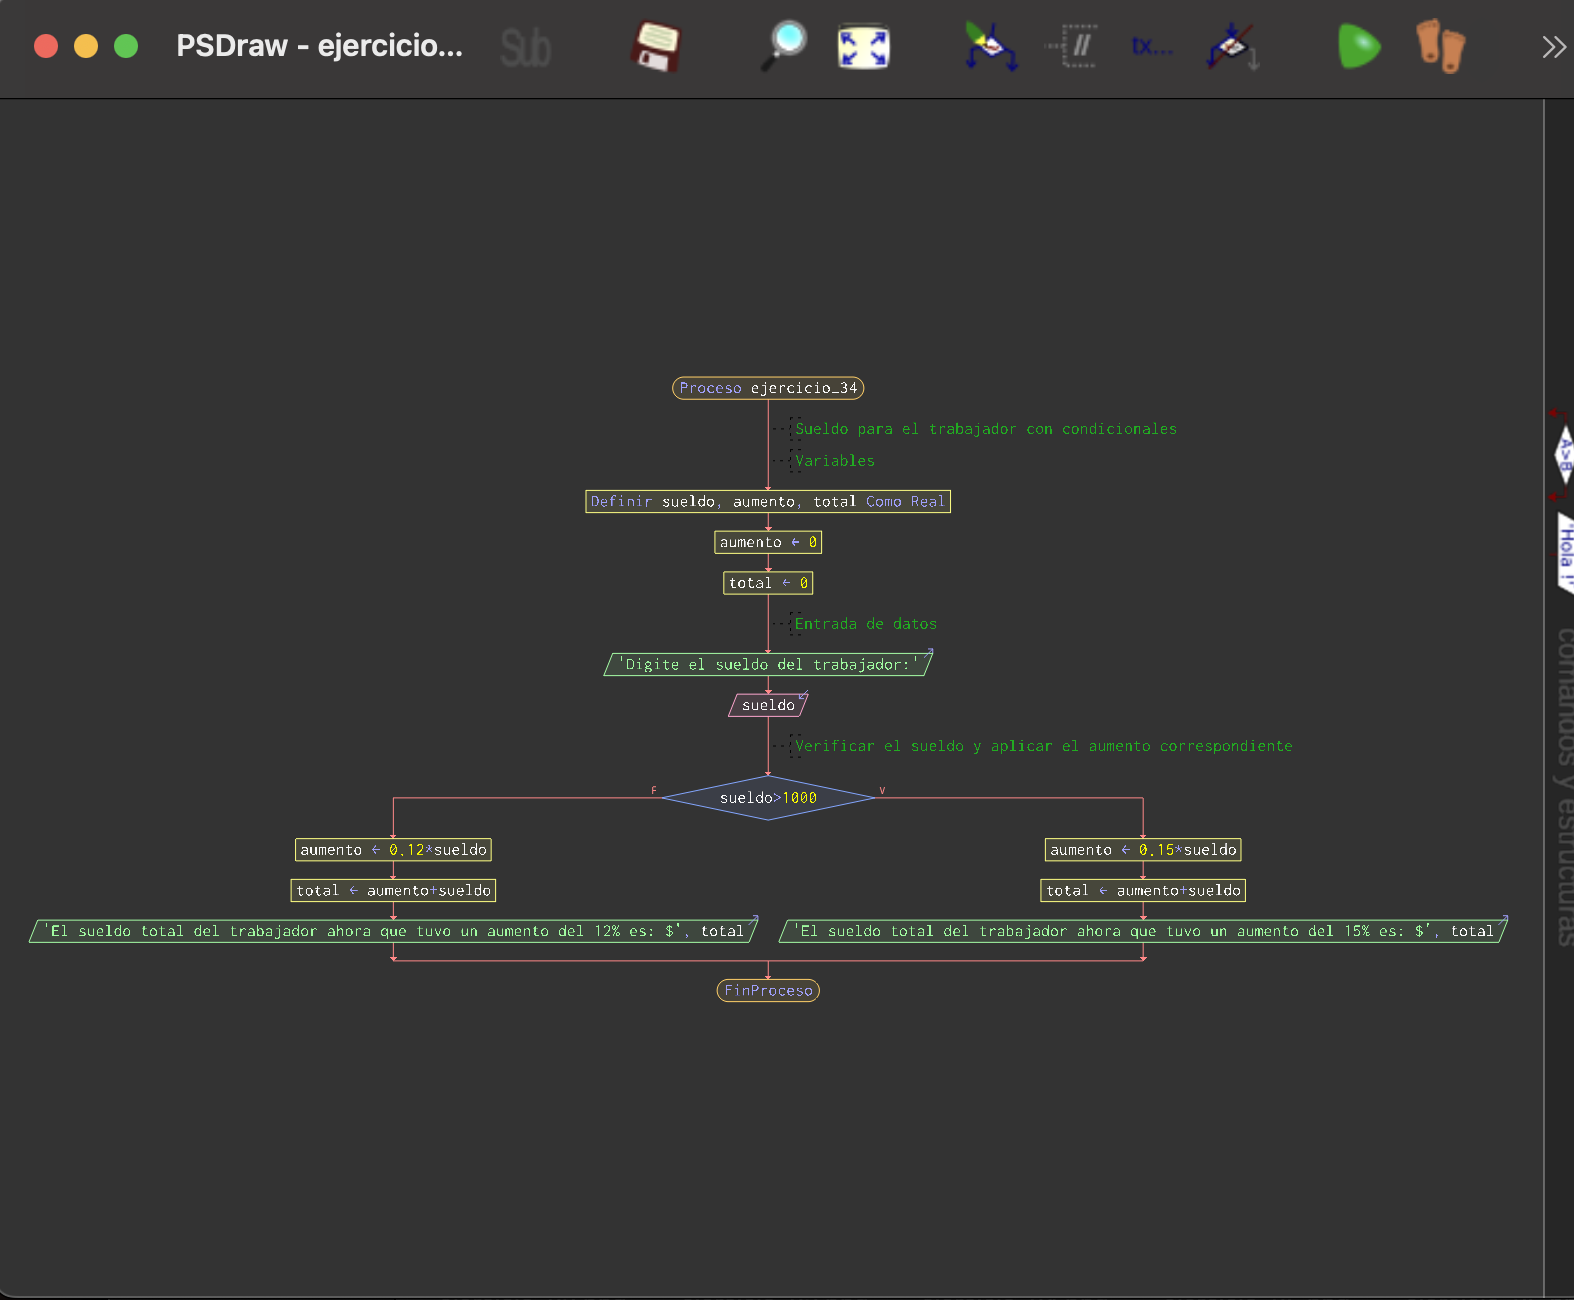 PSDraw - ejercicio...
Sub
//
tx...
Proceso ejercicio_34
Sueldo para el trabajador con condicionales
Variables
Definir sueldo, aumento, total Como Real
aumento ← 0
total ← 0
Entrada de datos
'Digite el sueldo del trabajador:'
sueldo
Verificar el sueldo y aplicar el aumento correspondiente
F
sueldo>1000
V
aumento ← 0.12*sueldo
aumento ← 0.15*sueldo
total ← aumento+sueldo
total ← aumento+sueldo
'El sueldo total del trabajador ahora que tuvo un aumento del 12% es: $', total
'El sueldo total del trabajador ahora que tuvo un aumento del 15% es: $', total
FinProceso
A>B
'Hola !'
comandos y estructuras